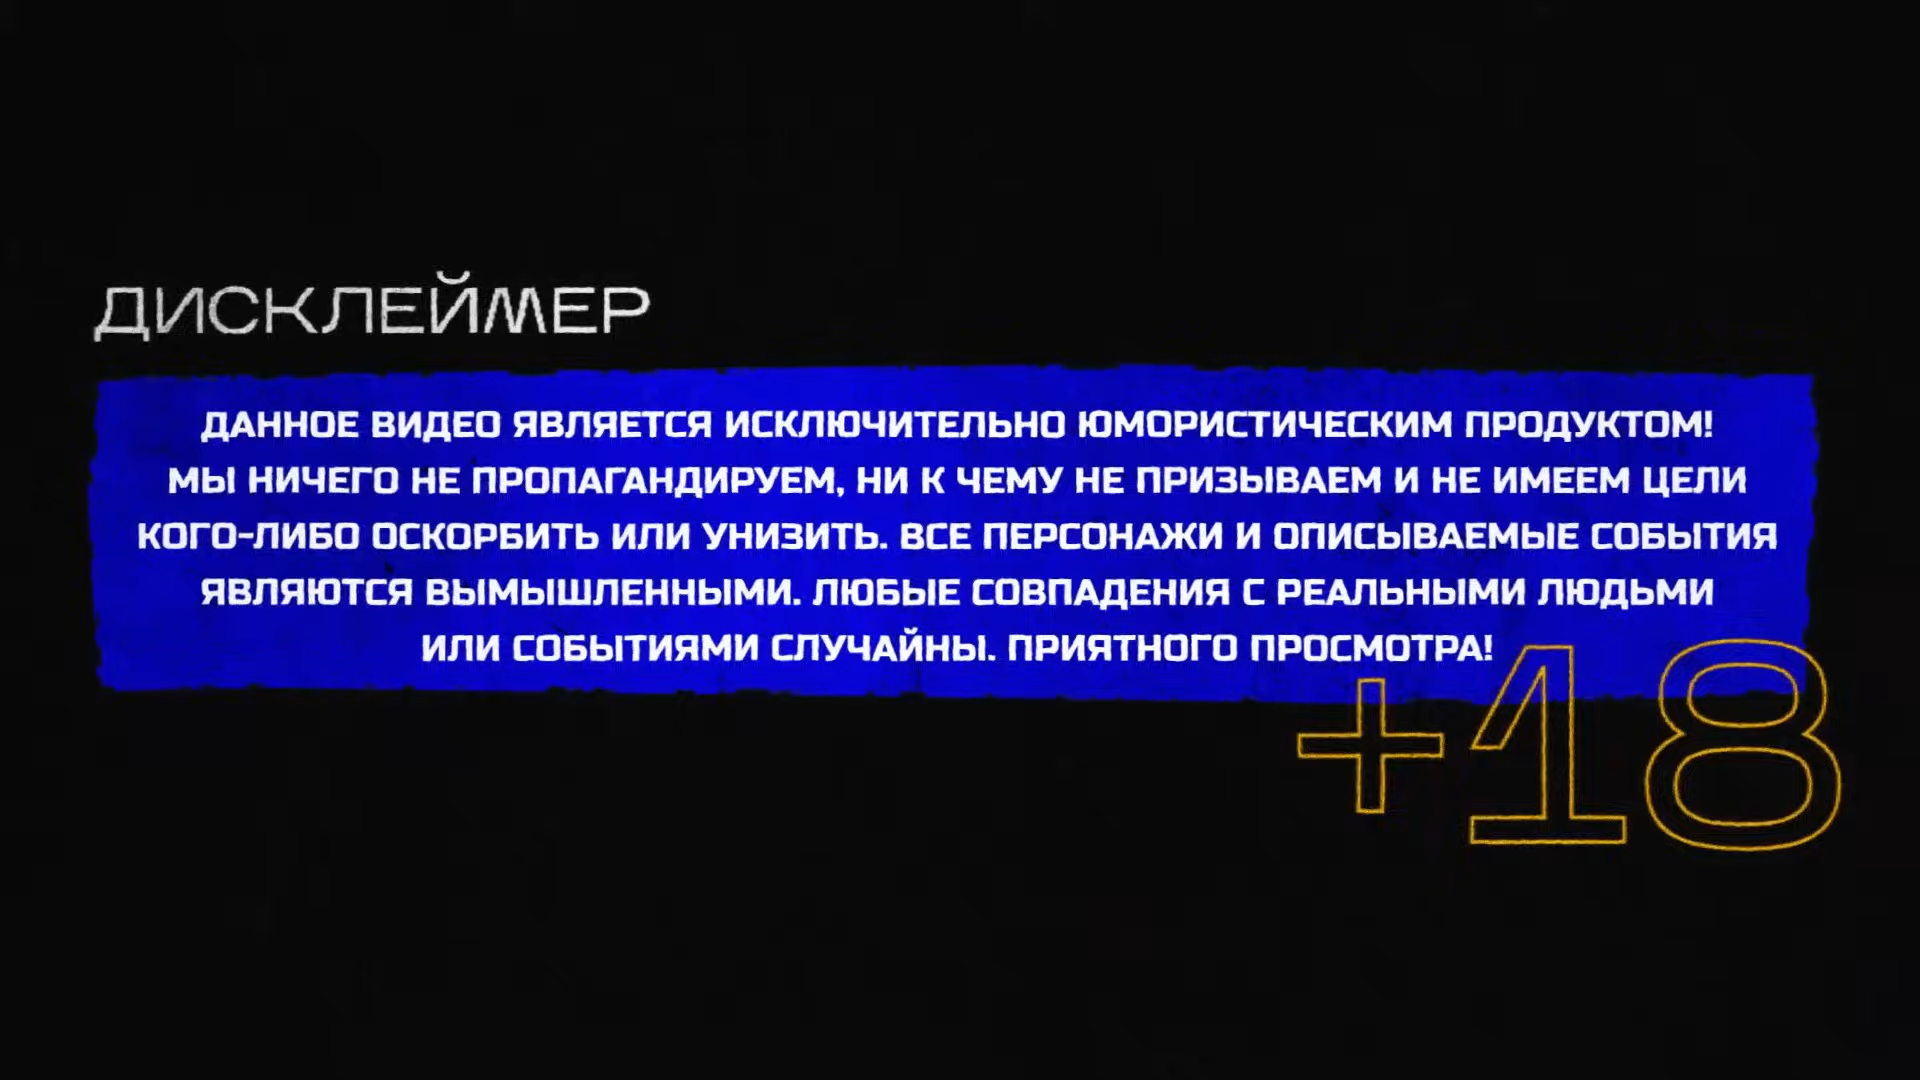 ДИСКЛЕЙМЕР
ДАННОЕ ВИДЕО ЯВЛЯЕТСЯ ИСКЛЮЧИТЕЛЬНО ЮМОРИСТИЧЕСКИМ ПРОДУКТОМ!
МЫ НИЧЕГО НЕ ПРОПАГАНДИРУЕМ, НИ К ЧЕМУ НЕ ПРИЗЫВАЕМ И НЕ ИМЕЕМ ЦЕЛИ
КОГО-ЛИБО ОСКОРБИТЬ ИЛИ УНИЗИТЬ. ВСЕ ПЕРСОНАЖИ И ОПИСЫВАЕМЫЕ СОБЫТИЯ
ЯВЛЯЮТСЯ ВЫМЫШЛЕННЫМИ. ЛЮБЫЕ СОВПАДЕНИЯ С РЕАЛЬНЫМИ ЛЮДЬМИ
ИЛИ СОБЫТИЯМИ СЛУЧАЙНЫ. ПРИЯТНОГО ПРОСМОТРА!
+18